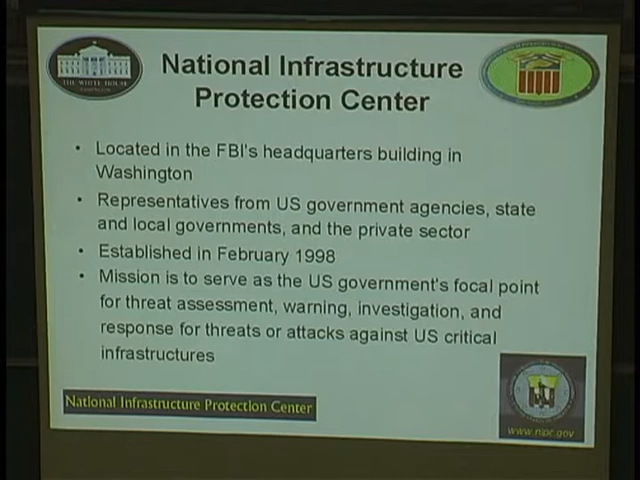 THE WHITE HOUSE
National Infrastructure
Protection Center
• Located in the FBI's headquarters building in
Washington
• Representatives from US government agencies, state
and local governments, and the private sector
• Established in February 1998
• Mission is to serve as the US government's focal point
for threat assessment, warning, investigation, and
response for threats or attacks against US critical
infrastructures
National Infrastructure Protection Center
www.nipc.gov